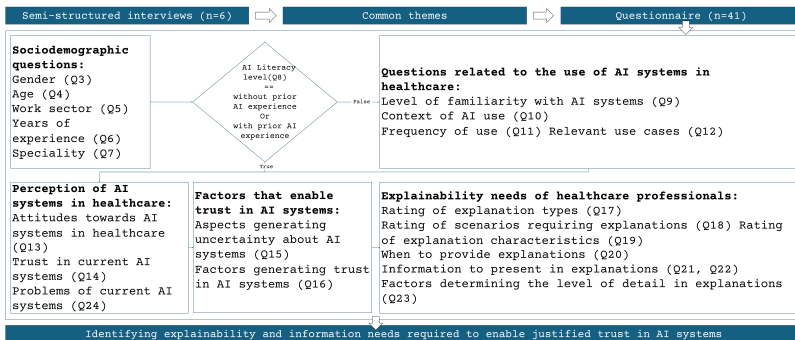 Semi-structured interviews (n=6)
Common themes
Questionnaire (n=41)
Sociodemographic
questions:
Gender (Q3)
Age (Q4)
Work sector (Q5)
Years of
experience (Q6)
Speciality (Q7)
AI Literacy
level(Q8)
==
without prior
AI experience
Or
with prior AI
experience
False
True
Questions related to the use of AI systems in
healthcare:
Level of familiarity with AI systems (Q9)
Context of AI use (Q10)
Frequency of use (Q11) Relevant use cases (Q12)
Perception of AI
systems in healthcare:
Attitudes towards AI
systems in healthcare
(Q13)
Trust in current AI
systems (Q14)
Problems of current AI
systems (Q24)
Factors that enable
trust in AI systems:
Aspects generating
uncertainty about AI
systems (Q15)
Factors generating trust
in AI systems (Q16)
Explainability needs of healthcare professionals:
Rating of explanation types (Q17)
Rating of scenarios requiring explanations (Q18) Rating
of explanation characteristics (Q19)
When to provide explanations (Q20)
Information to present in explanations (Q21, Q22)
Factors determining the level of detail in explanations
(Q23)
Identifying explainability and information needs required to enable justified trust in AI systems